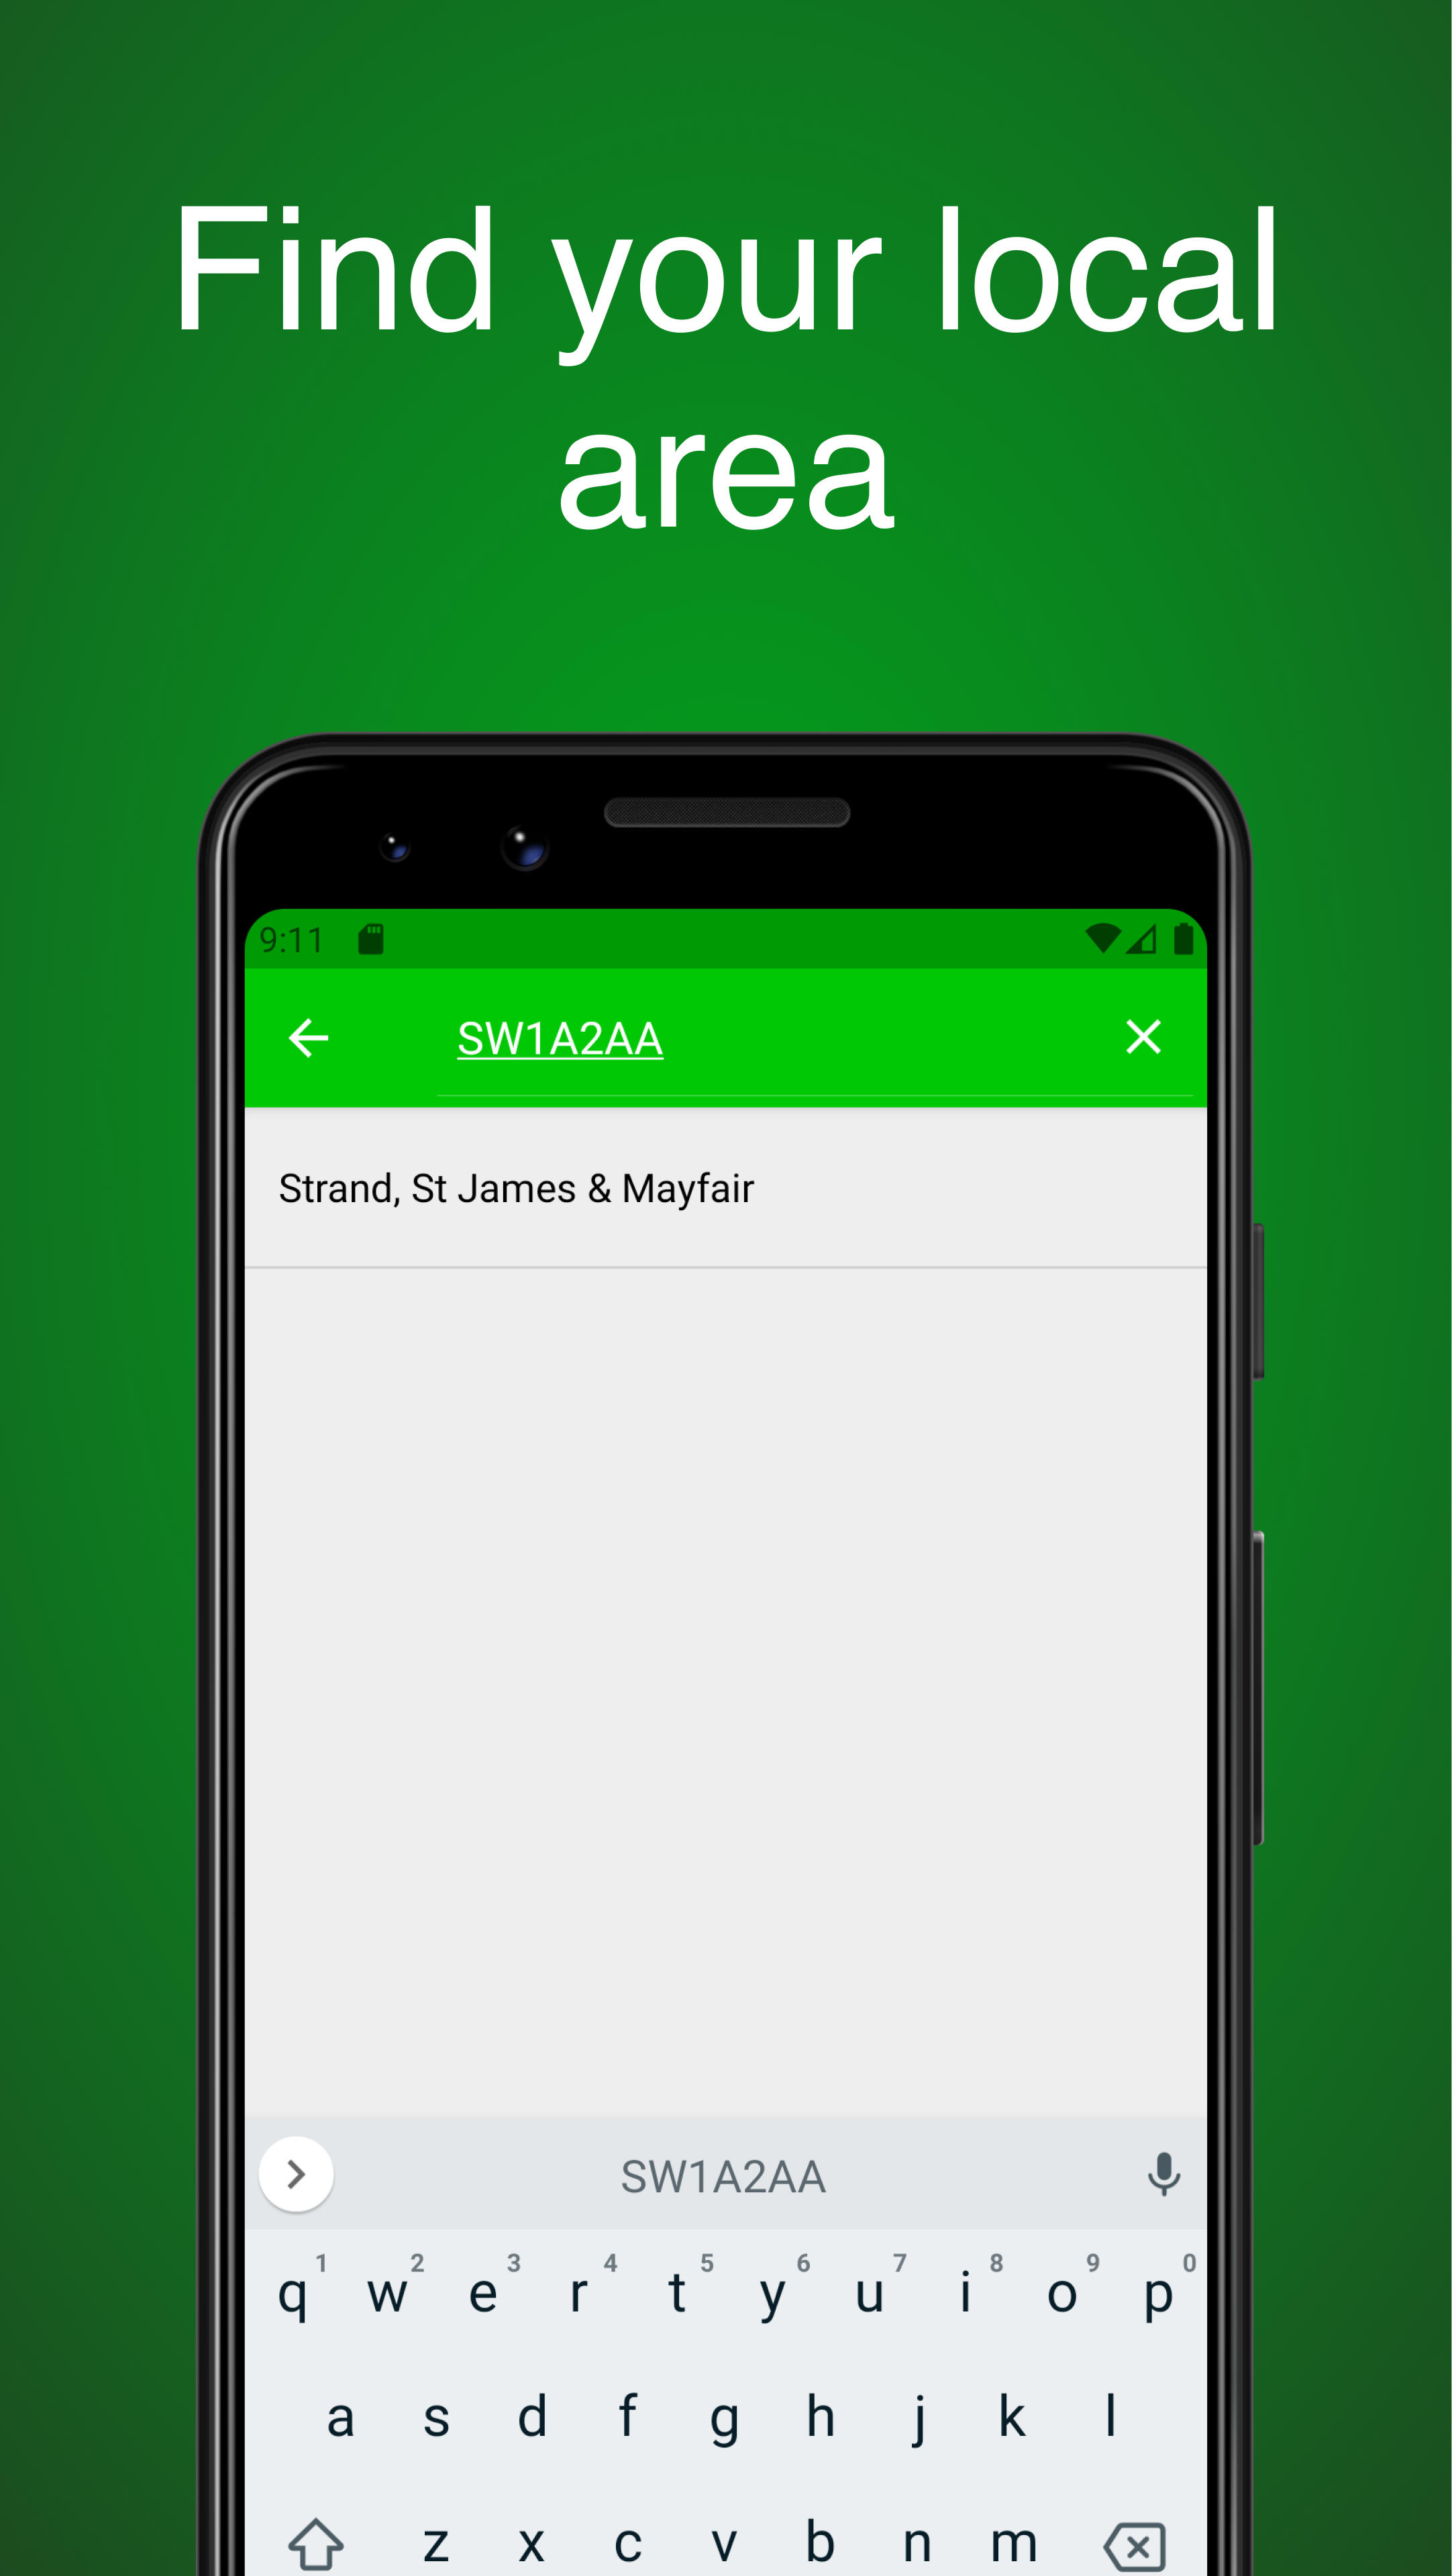 Find your local
area
9:11
SW1A2AA
Strand, St James & Mayfair
SW1A2AA
1 2 3 4 5 6 7 8 9 0
q w e r t y u i o p
a s d f g h j k l
z x c v b n m